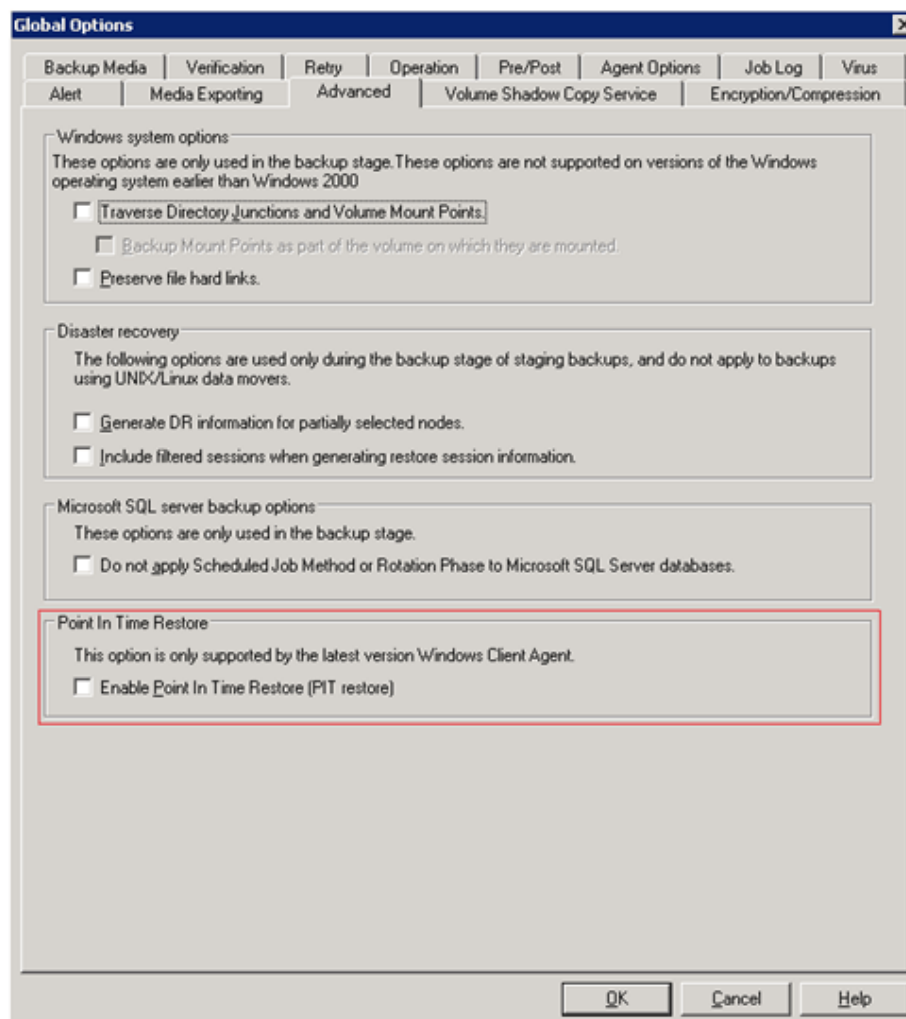 Global Options
Backup Media Verification Retry Operation Pre/Post Agent Options Job Log Virus
Alert Media Exporting Advanced Volume Shadow Copy Service Encryption/Compression
Windows system options
These options are only used in the backup stage.These options are not supported on versions of the Windows
operating system earlier than Windows 2000
Traverse Directory Junctions and Volume Mount Points.
Backup Mount Points as part of the volume on which they are mounted.
Preserve file hard links.
Disaster recovery
The following options are used only during the backup stage of staging backups, and do not apply to backups
using UNIX/Linux data movers.
Generate DR information for partially selected nodes.
Include filtered sessions when generating restore session information.
Microsoft SQL server backup options
These options are only used in the backup stage.
Do not apply Scheduled Job Method or Rotation Phase to Microsoft SQL Server databases.
Point In Time Restore
This option is only supported by the latest version Windows Client Agent.
Enable Point In Time Restore (PIT restore)
OK Cancel Help